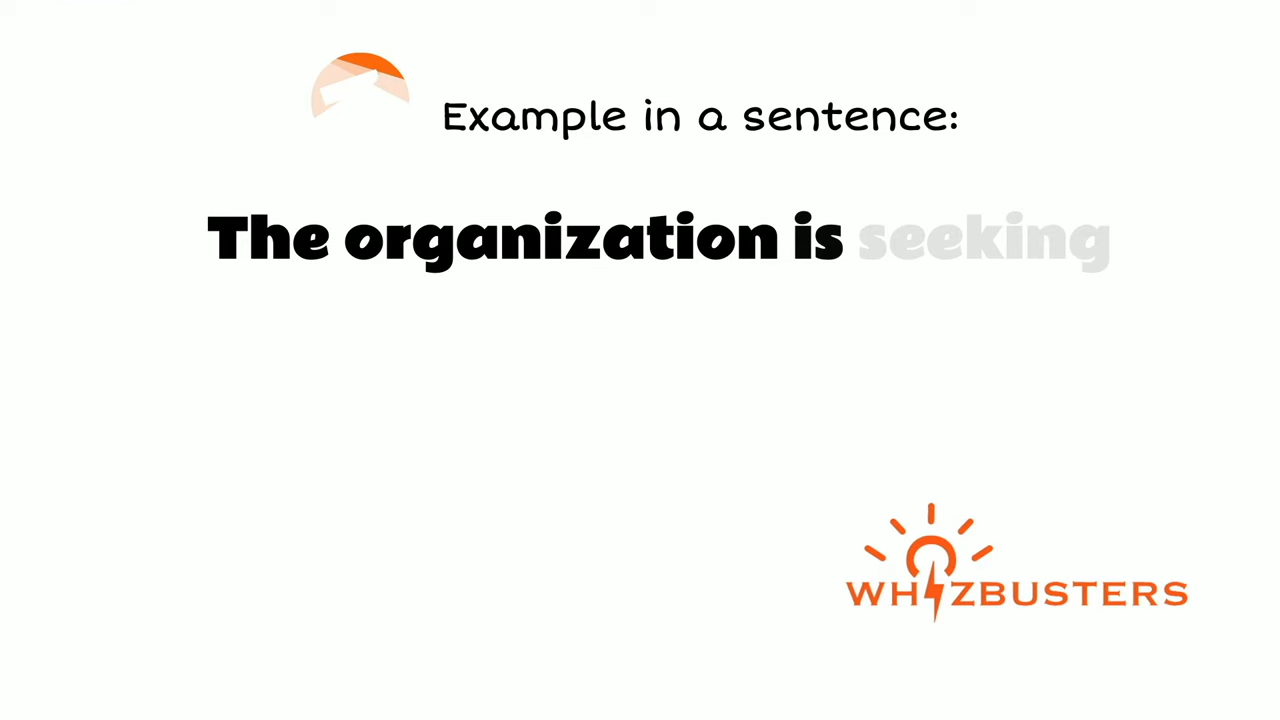 Example in a sentence:
The organization is seeking
WHIZBUSTERS